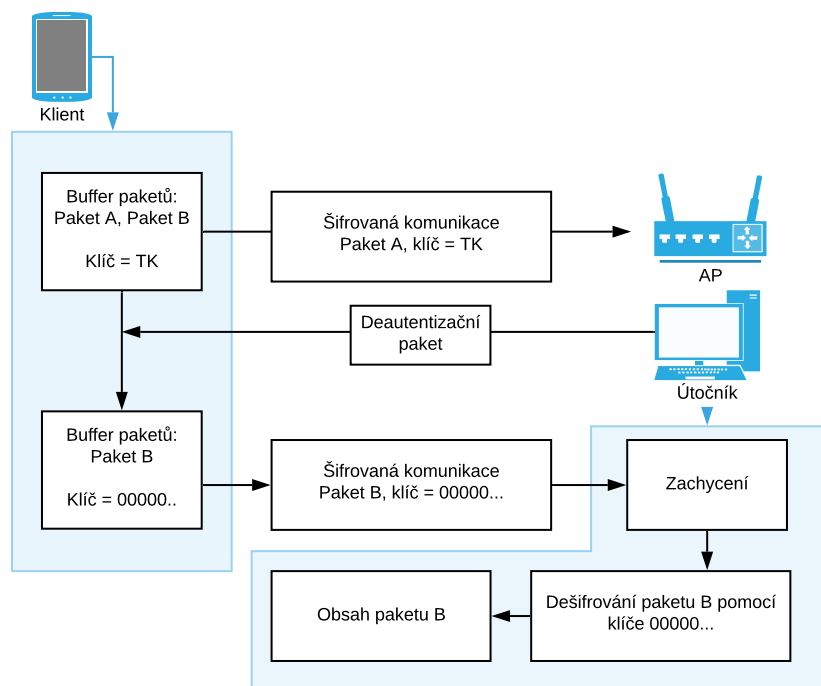 Klient
Buffer paketů:
Paket A, Paket B
Klíč = TK
Šifrovaná komunikace
Paket A, klíč = TK
AP
Deautentizační
paket
Útočník
Buffer paketů:
Paket B
Klíč = 00000..
Šifrovaná komunikace
Paket B, klíč = 00000...
Zachycení
Dešifrování paketu B pomocí
klíče 00000...
Obsah paketu B